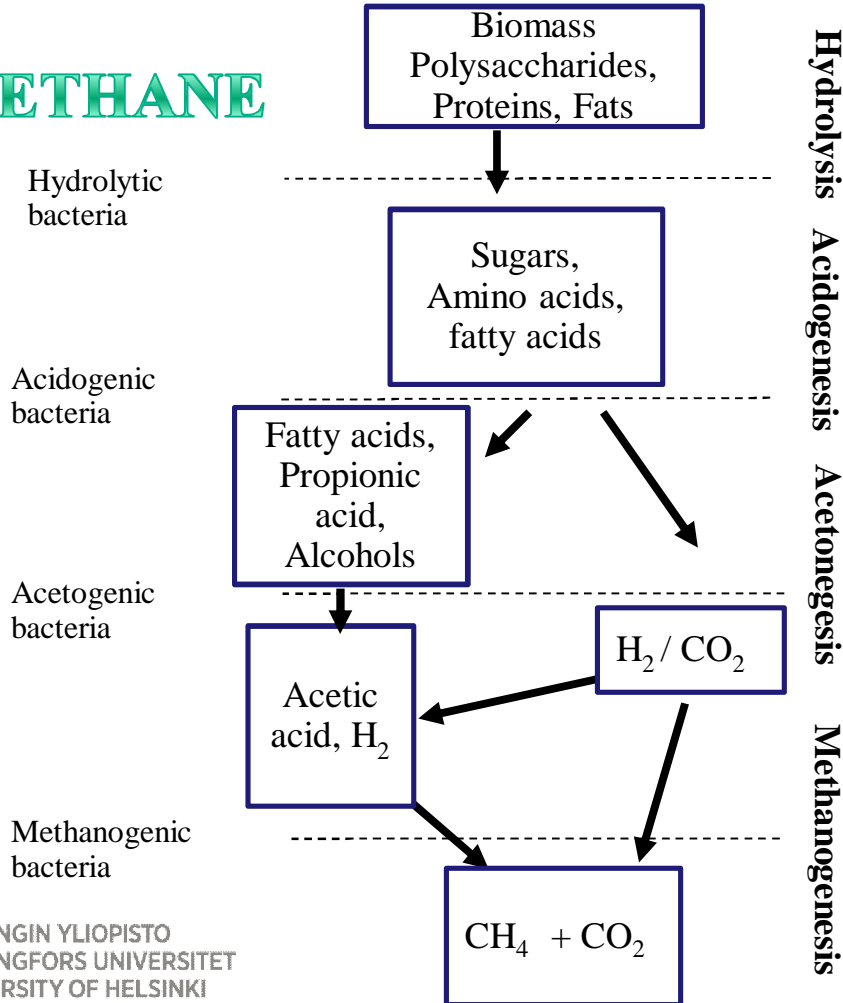 ETHANE
Biomass
Polysaccharides,
Proteins, Fats
Hydrolytic
bacteria
Sugars,
Amino acids,
fatty acids
Acidogenic
bacteria
Fatty acids,
Propionic
acid,
Alcohols
Acetogenic
bacteria
H₂ / CO₂
Acetic
acid, H₂
Methanogenic
bacteria
CH₄ + CO₂
Hydrolysis
Acidogenesis
Acetonegesis
Methanogenesis
NGIN YLIOPISTO
NGFORS UNIVERSITET
RSITY OF HELSINKI